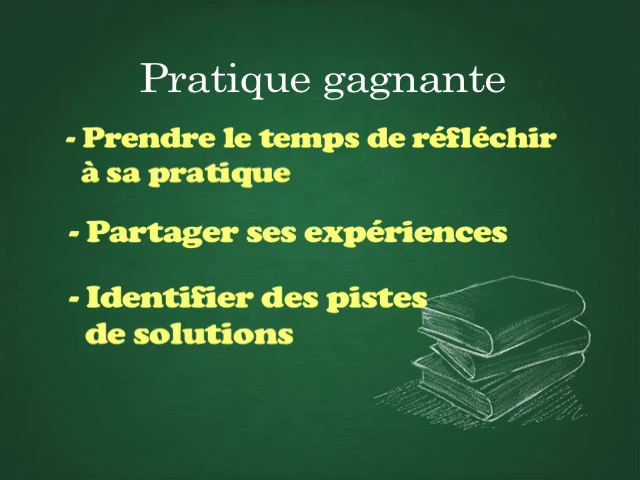 Pratique gagnante
- Prendre le temps de réfléchir
à sa pratique
- Partager ses expériences
- Identifier des pistes
de solutions